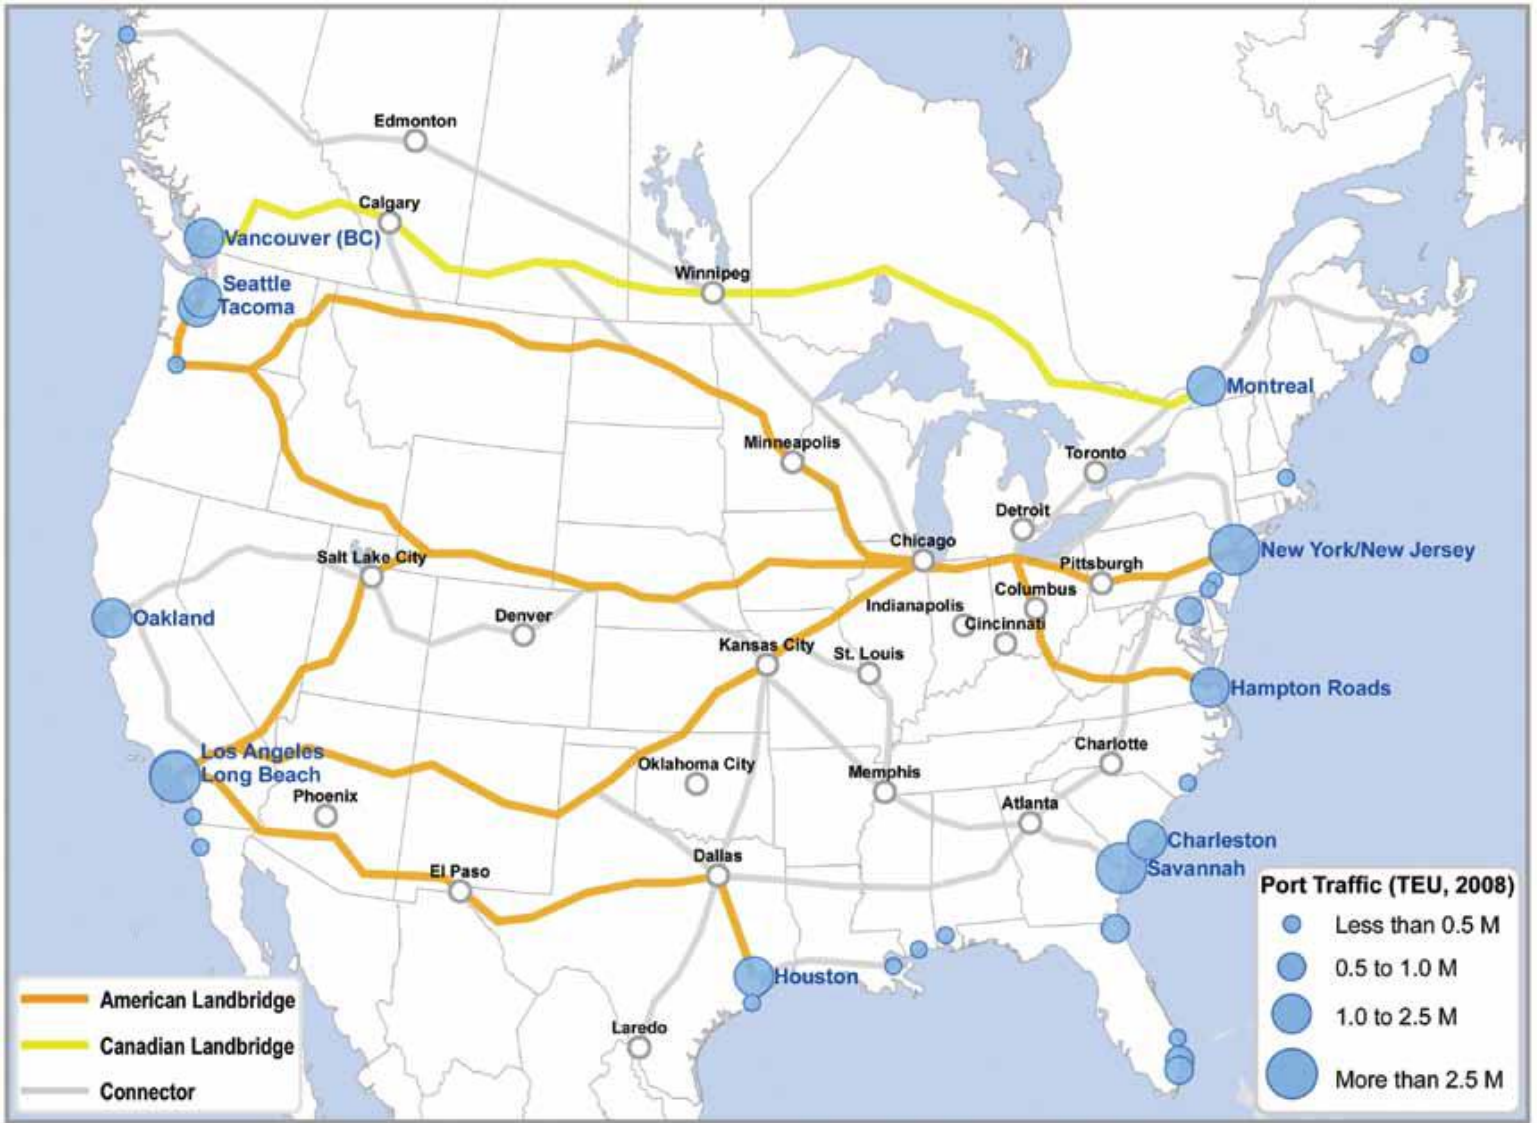 Edmonton
Calgary
Vancouver (BC)
Winnipeg
Seattle
Tacoma
Montreal
Minneapolis
Toronto
Detroit
Chicago
New York/New Jersey
Salt Lake City
Pittsburgh
Columbus
Indianapolis
Cincinnati
Oakland
Denver
Kansas City
St. Louis
Hampton Roads
Los Angeles
Long Beach
Charlotte
Oklahoma City
Memphis
Phoenix
Atlanta
Charleston
Savannah
Dallas
El Paso
Houston
Laredo
American Landbridge
Canadian Landbridge
Connector
Port Traffic (TEU, 2008)
Less than 0.5 M
0.5 to 1.0 M
1.0 to 2.5 M
More than 2.5 M